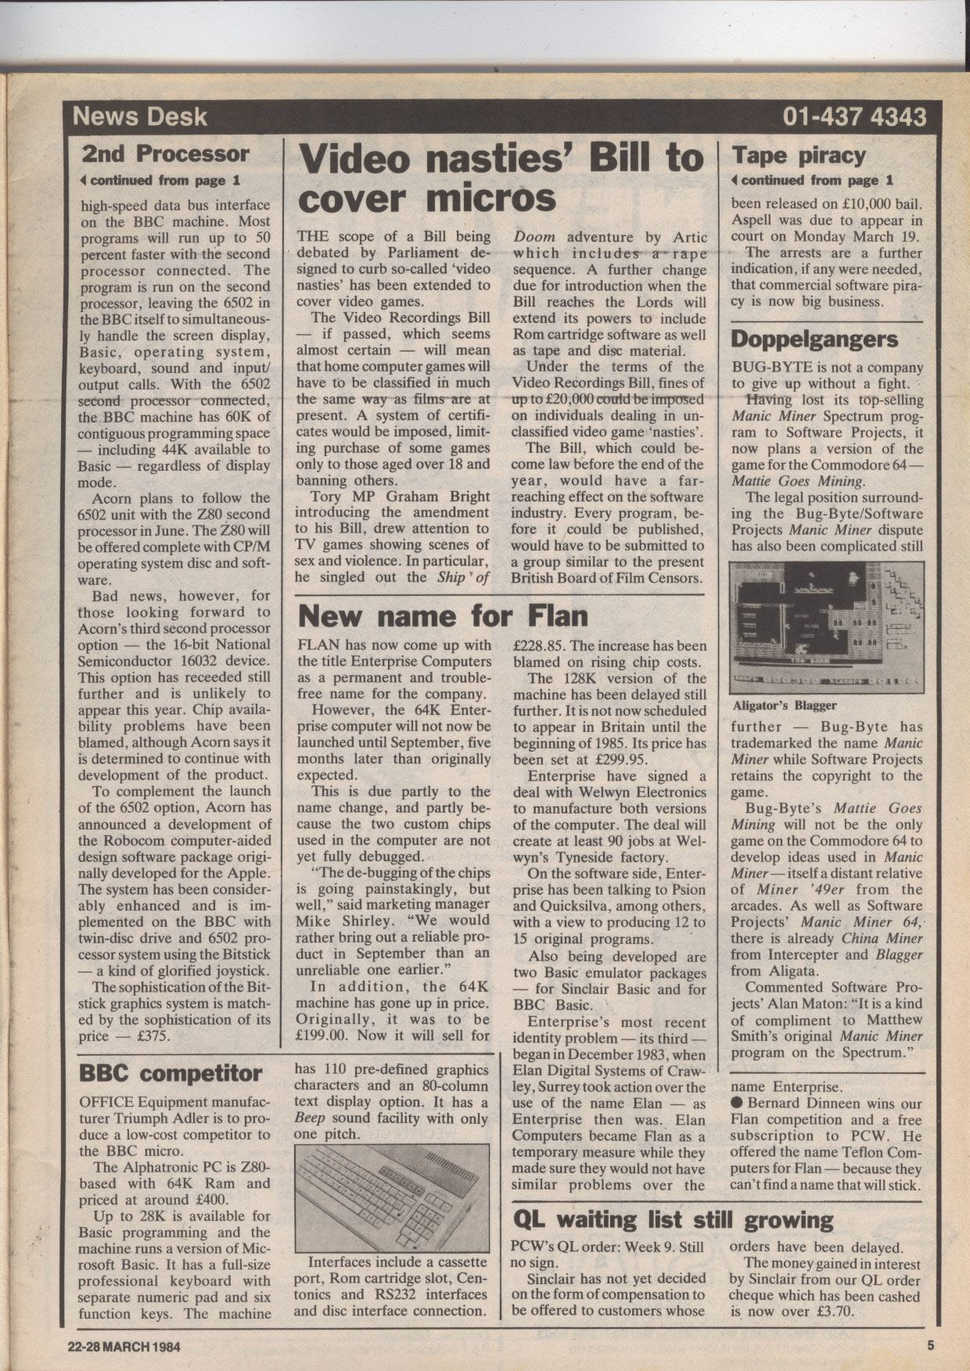 News Desk
01-437 4343
2nd Processor
continued from page 1
high-speed data bus interface
on the BBC machine. Most
programs will run up to 50
percent faster with the second
processor connected. The
program is run on the second
processor, leaving the 6502 in
the BBC itself to simultaneous-
ly handle the screen display,
Basic, operating system,
keyboard, sound and input/
output calls. With the 6502
second processor connected,
the BBC machine has 60K of
contiguous programming space
— including 44K available to
Basic — regardless of display
mode.
Acorn plans to follow the
6502 unit with the Z80 second
processor in June. The Z80 will
be offered complete with CP/M
operating system disc and soft-
ware.
Bad news, however, for
those looking forward to
Acorn's third second processor
option — the 16-bit National
Semiconductor 16032 device.
This option has receeded still
further and is unlikely to
appear this year. Chip availa-
bility problems have been
blamed, although Acorn says it
is determined to continue with
development of the product.
To complement the launch
of the 6502 option, Acorn has
announced a development of
the Robocom computer-aided
design software package origi-
nally developed for the Apple.
The system has been consider-
ably enhanced and is im-
plemented on the BBC with
twin-disc drive and 6502 pro-
cessor system using the Bitstick
— a kind of glorified joystick.
The sophistication of the Bit-
stick graphics system is match-
ed by the sophistication of its
price — £375.
Video nasties' Bill to
cover micros
THE scope of a Bill being
debated by Parliament de-
signed to curb so-called 'video
nasties' has been extended to
cover video games.
The Video Recordings Bill
— if passed, which seems
almost certain — will mean
that home computer games will
have to be classified in much
the same way as films are at
present. A system of certifi-
cates would be imposed, limit-
ing purchase of some games
only to those aged over 18 and
banning others.
Tory MP Graham Bright
introducing the amendment
to his Bill, drew attention to
TV games showing scenes of
sex and violence. In particular,
he singled out the Ship of
Doom adventure by Artic
which includes a rape
sequence. A further change
due for introduction when the
Bill reaches the Lords will
extend its powers to include
Rom cartridge software as well
as tape and disc material.
Under the terms of the
Video Recordings Bill, fines of
up to £20,000 could be imposed
on individuals dealing in un-
classified video game 'nasties'.
The Bill, which could be-
come law before the end of the
year, would have a far-
reaching effect on the software
industry. Every program, be-
fore it could be published,
would have to be submitted to
a group similar to the present
British Board of Film Censors.
New name for Flan
FLAN has now come up with
the title Enterprise Computers
as a permanent and trouble-
free name for the company.
However, the 64K Enter-
prise computer will not now be
launched until September, five
months later than originally
expected.
This is due partly to the
name change, and partly be-
cause the two custom chips
used in the computer are not
yet fully debugged.
"The de-bugging of the chips
is going painstakingly, but
well," said marketing manager
Mike Shirley. "We would
rather bring out a reliable pro-
duct in September than an
unreliable one earlier."
In addition, the 64K
machine has gone up in price.
Originally, it was to be
£199.00. Now it will sell for
£228.85. The increase has been
blamed on rising chip costs.
The 128K version of the
machine has been delayed still
further. It is not now scheduled
to appear in Britain until the
beginning of 1985. Its price has
been set at £299.95.
Enterprise have signed a
deal with Welwyn Electronics
to manufacture both versions
of the computer. The deal will
create at least 90 jobs at Wel-
wyn's Tyneside factory.
On the software side, Enter-
prise has been talking to Psion
and Quicksilva, among others,
with a view to producing 12 to
15 original programs.
Also being developed are
two Basic emulator packages
— for Sinclair Basic and for
BBC Basic.
Enterprise's most recent
identity problem — its third —
began in December 1983, when
Elan Digital Systems of Craw-
ley, Surrey took action over the
use of the name Elan — as
Enterprise then was. Elan
Computers became Flan as a
temporary measure while they
made sure they would not have
similar problems over the
name Enterprise.
● Bernard Dinneen wins our
Flan competition and a free
subscription to PCW. He
offered the name Teflon Com-
puters for Flan — because they
can't find a name that will stick.
Tape piracy
continued from page 1
been released on £10,000 bail.
Aspell was due to appear in
court on Monday March 19.
The arrests are a further
indication, if any were needed,
that commercial software pira-
cy is now big business.
Doppelgangers
BUG-BYTE is not a company
to give up without a fight.
Having lost its top-selling
Manic Miner Spectrum prog-
ram to Software Projects, it
now plans a version of the
game for the Commodore 64 —
Mattie Goes Mining.
The legal position surround-
ing the Bug-Byte/Software
Projects Manic Miner dispute
has also been complicated still
Aligator's Blagger
further — Bug-Byte has
trademarked the name Manic
Miner while Software Projects
retains the copyright to the
game.
Bug-Byte's Mattie Goes
Mining will not be the only
game on the Commodore 64 to
develop ideas used in Manic
Miner — itself a distant relative
of Miner '49er from the
arcades. As well as Software
Projects' Manic Miner 64,
there is already China Miner
from Intercepter and Blagger
from Aligata.
Commented Software Pro-
jects' Alan Maton: "It is a kind
of compliment to Matthew
Smith's original Manic Miner
program on the Spectrum."
BBC competitor
OFFICE Equipment manufac-
turer Triumph Adler is to pro-
duce a low-cost competitor to
the BBC micro.
The Alphatronic PC is Z80-
based with 64K Ram and
priced at around £400.
Up to 28K is available for
Basic programming and the
machine runs a version of Mic-
rosoft Basic. It has a full-size
professional keyboard with
separate numeric pad and six
function keys. The machine
has 110 pre-defined graphics
characters and an 80-column
text display option. It has a
Beep sound facility with only
one pitch.
Interfaces include a cassette
port, Rom cartridge slot, Cen-
tonics and RS232 interfaces
and disc interface connection.
QL waiting list still growing
PCW's QL order: Week 9. Still
no sign.
Sinclair has not yet decided
on the form of compensation to
be offered to customers whose
orders have been delayed.
The money gained in interest
by Sinclair from our QL order
cheque which has been cashed
is now over £3.70.
22-28 MARCH 1984
5